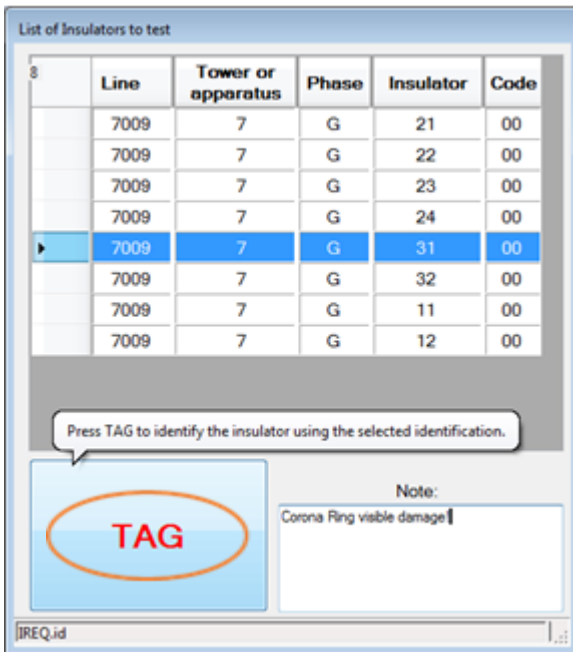 List of Insulators to test
8 Line Tower or apparatus Phase Insulator Code
7009 7 G 21 00
7009 7 G 22 00
7009 7 G 23 00
7009 7 G 24 00
7009 7 G 31 00
7009 7 G 32 00
7009 7 G 11 00
7009 7 G 12 00
Press TAG to identify the insulator using the selected identification.
TAG
Note:
Corona Ring visible damage!
IREQ.id